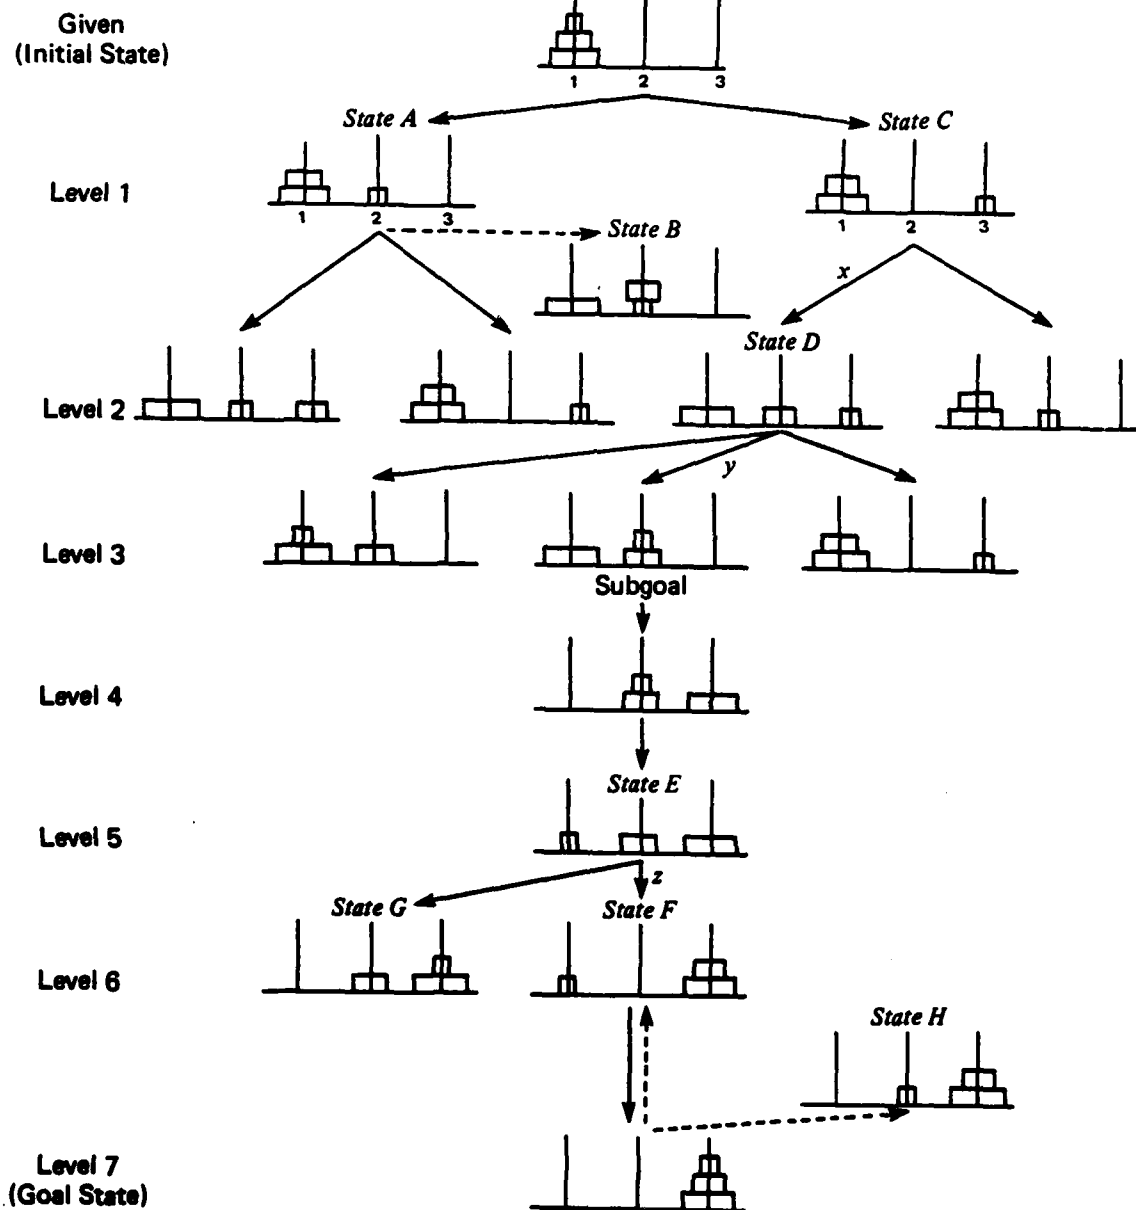 Given
(Initial State)
1 2 3
State A
State C
Level 1
1 2 3
1 2 3
State B
x
State D
Level 2
y
Level 3
Subgoal
Level 4
State E
Level 5
z
State G
State F
Level 6
State H
Level 7
(Goal State)